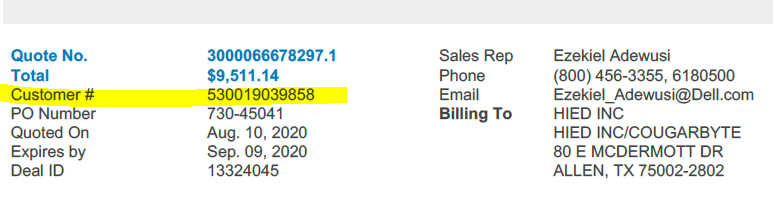 Quote No. 3000066678297.1
Total $9,511.14
Customer # 530019039858
PO Number 730-45041
Quoted On Aug. 10, 2020
Expires by Sep. 09, 2020
Deal ID 13324045
Sales Rep Ezekiel Adewusi
Phone (800) 456-3355, 6180500
Email Ezekiel_Adewusi@Dell.com
Billing To HIED INC
HIED INC/COUGARBYTE
80 E MCDERMOTT DR
ALLEN, TX 75002-2802